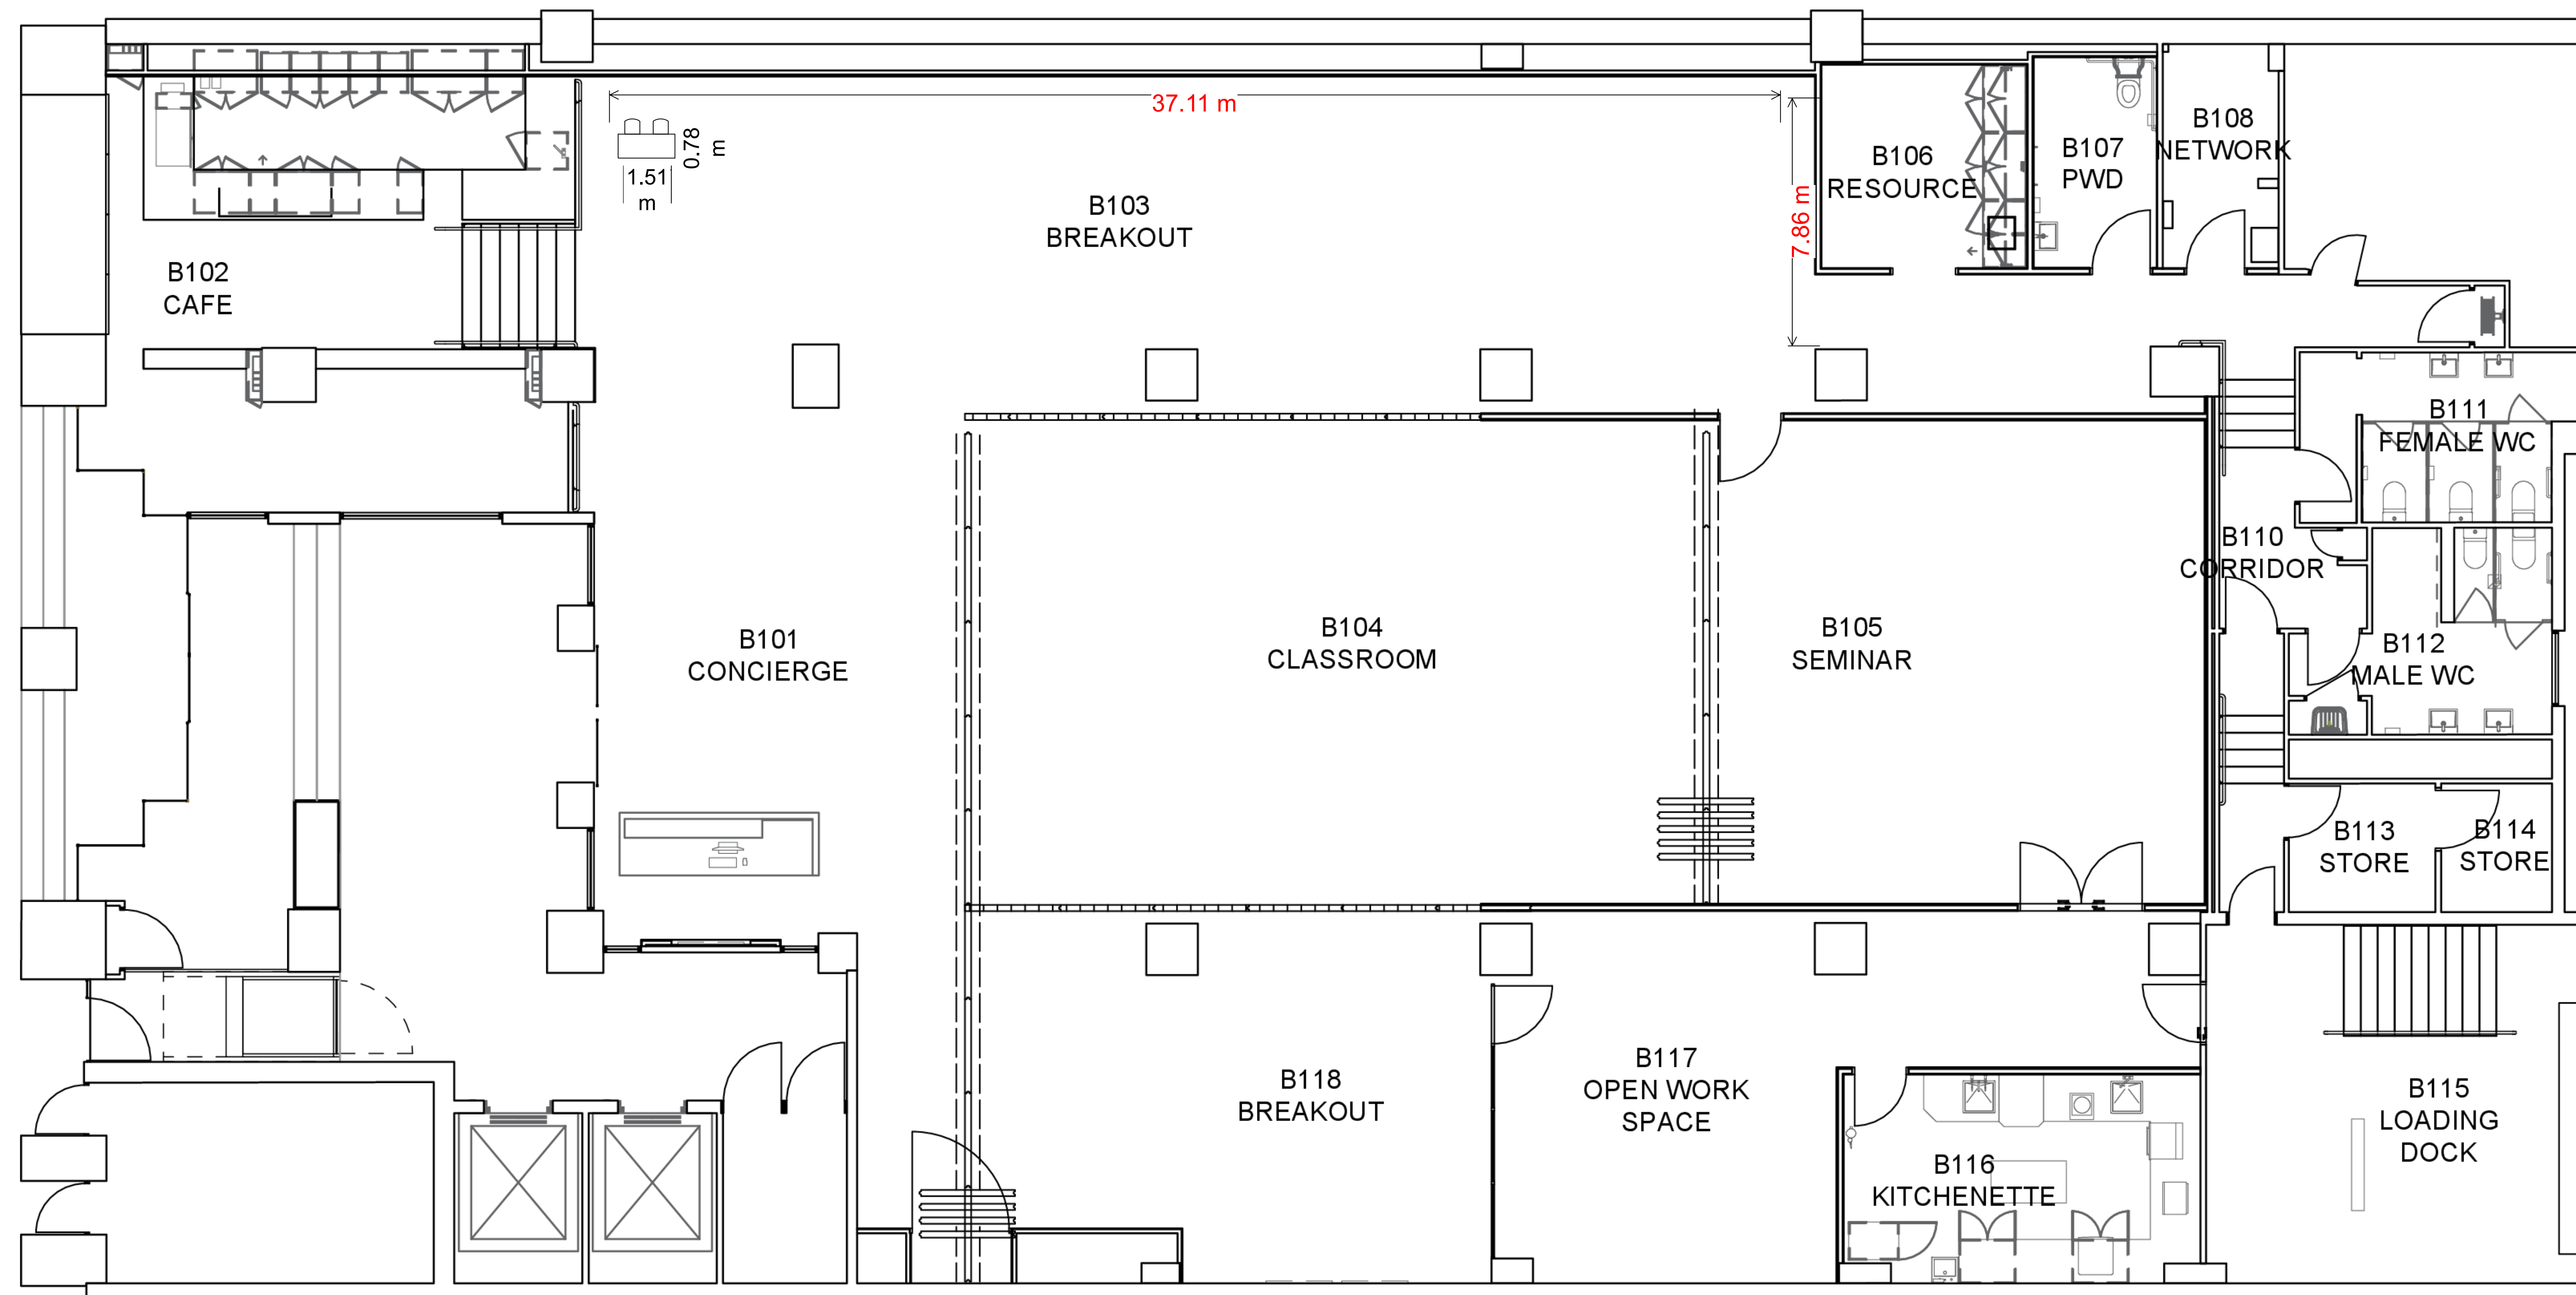 37.11 m
0.78
m
1.51
m
7.86 m
B103
BREAKOUT
B106
RESOURCE
B107
PWD
B108
NETWORK
B102
CAFE
B111
FEMALE WC
B110
CORRIDOR
B101
CONCIERGE
B104
CLASSROOM
B105
SEMINAR
B112
MALE WC
B113
STORE
B114
STORE
B118
BREAKOUT
B117
OPEN WORK
SPACE
B116
KITCHENETTE
B115
LOADING
DOCK